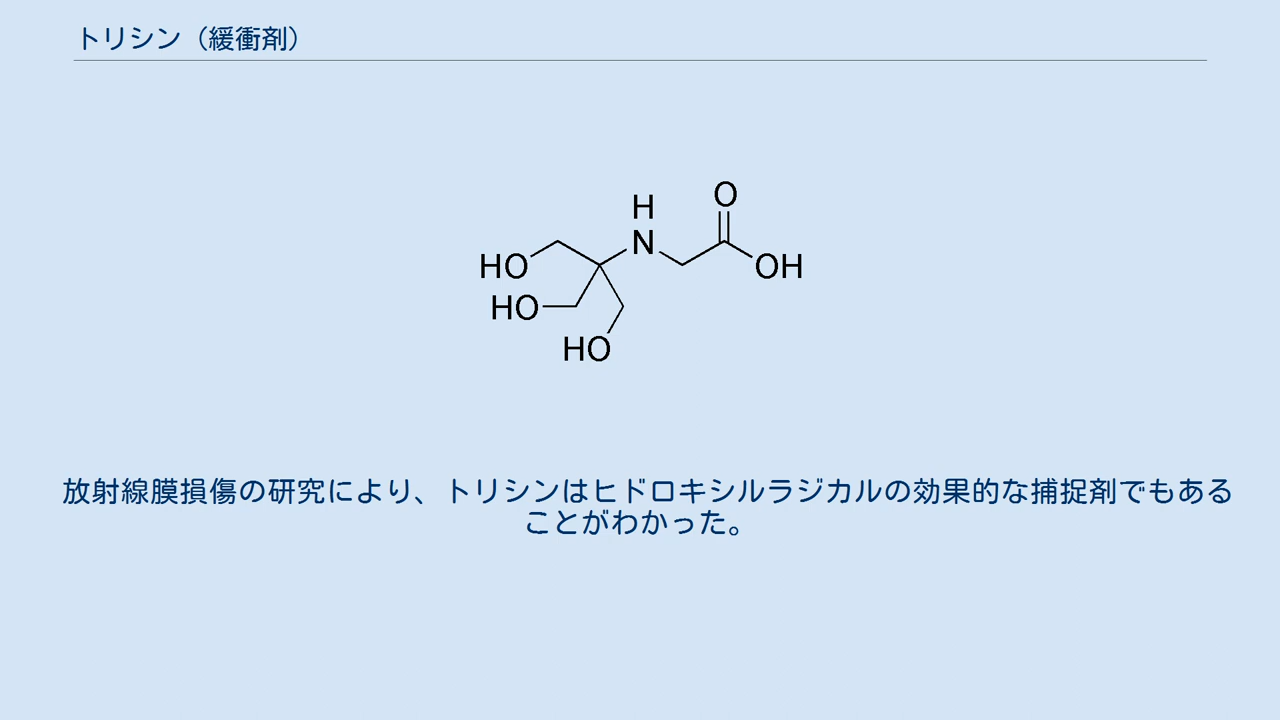 トリシン（緩衝剤）
H
O
N
HO
OH
HO
HO
放射線膜損傷の研究により、トリシンはヒドロキシルラジカルの効果的な捕捉剤でもある
ことがわかった。